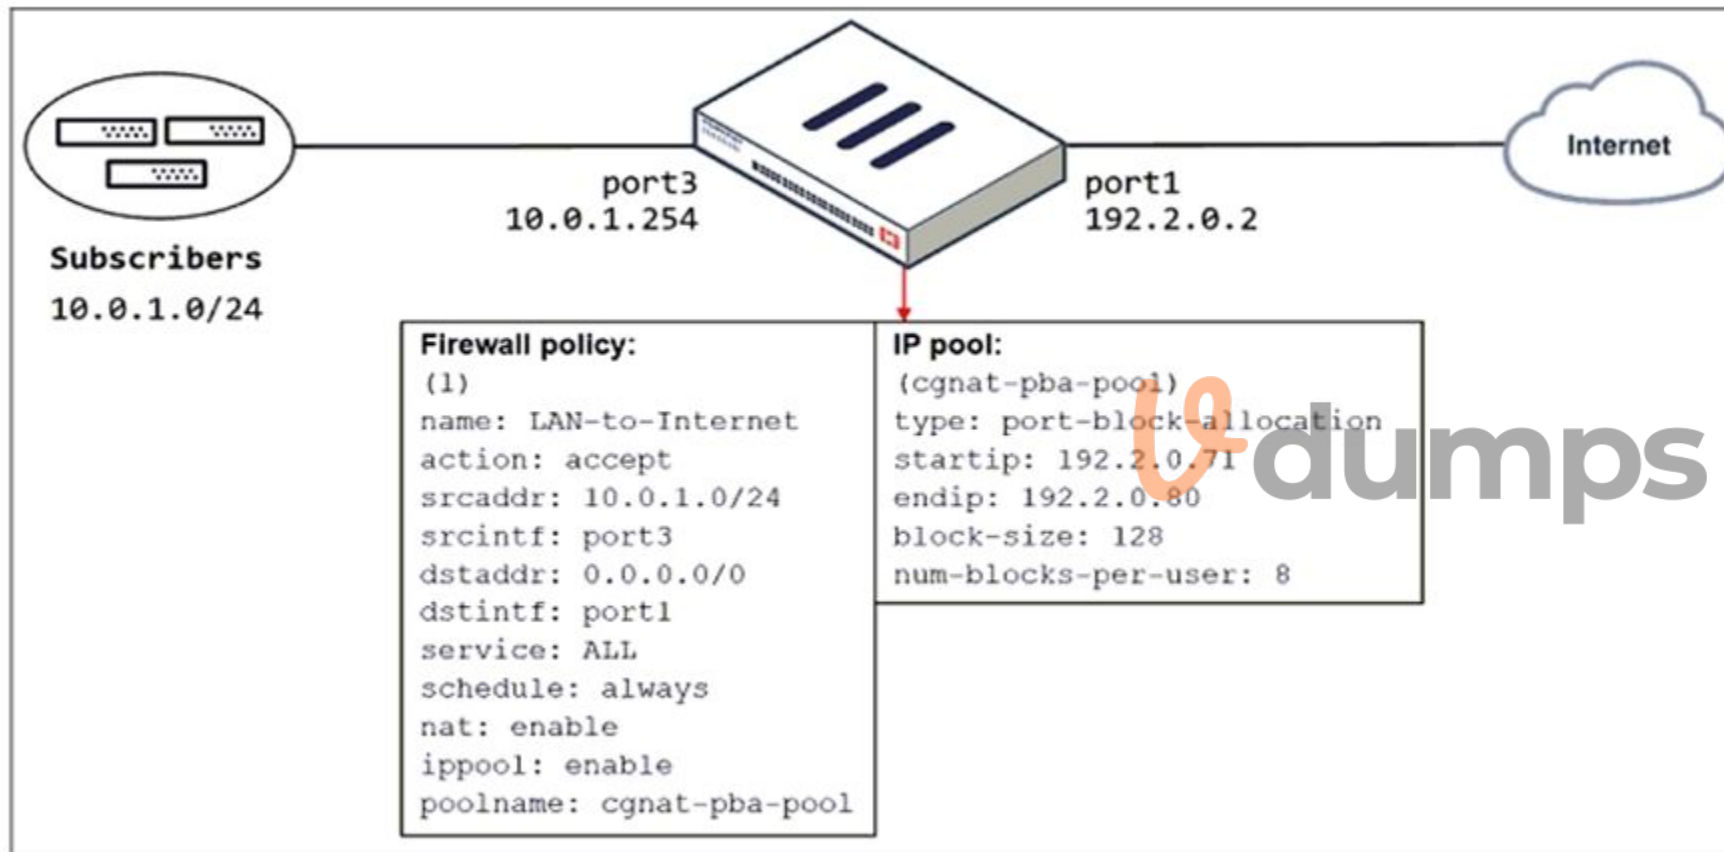 port3
10.0.1.254
port1
192.2.0.2
Internet
Subscribers
10.0.1.0/24
Firewall policy:
(1)
name: LAN-to-Internet
action: accept
srcaddr: 10.0.1.0/24
srcintf: port3
dstaddr: 0.0.0.0/0
dstintf: port1
service: ALL
schedule: always
nat: enable
ippool: enable
poolname: cgnat-pba-pool
IP pool:
(cgnat-pba-pool)
type: port-block-allocation
startip: 192.2.0.71
endip: 192.2.0.80
block-size: 128
num-blocks-per-user: 8
dumps